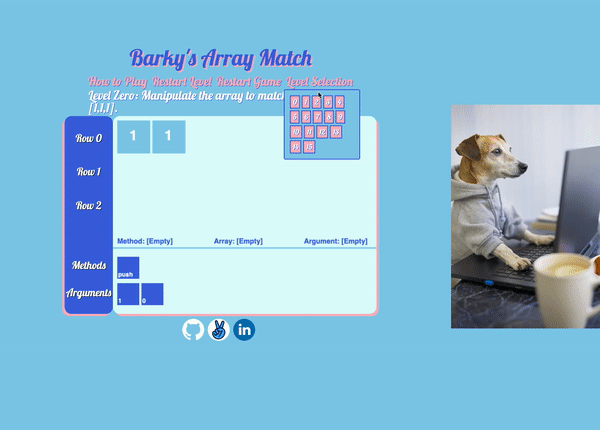 Barky's Array Match
How to Play Restart Level Restart Game Level Selection
Level Zero: Manipulate the array to match
[1,1,1].
0 1 2 3 4
5 6 7 8 9
10 11 12 13
14 15
Row 0 1 1
Row 1
Row 2
Method: [Empty] Array: [Empty] Argument: [Empty]
Methods push
Arguments 1 0
in